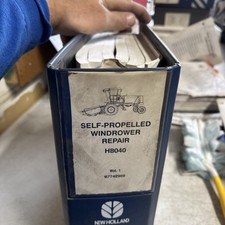 SELF-PROPELLED
WINDROWER
REPAIR
H8040
NEW HOLLAND